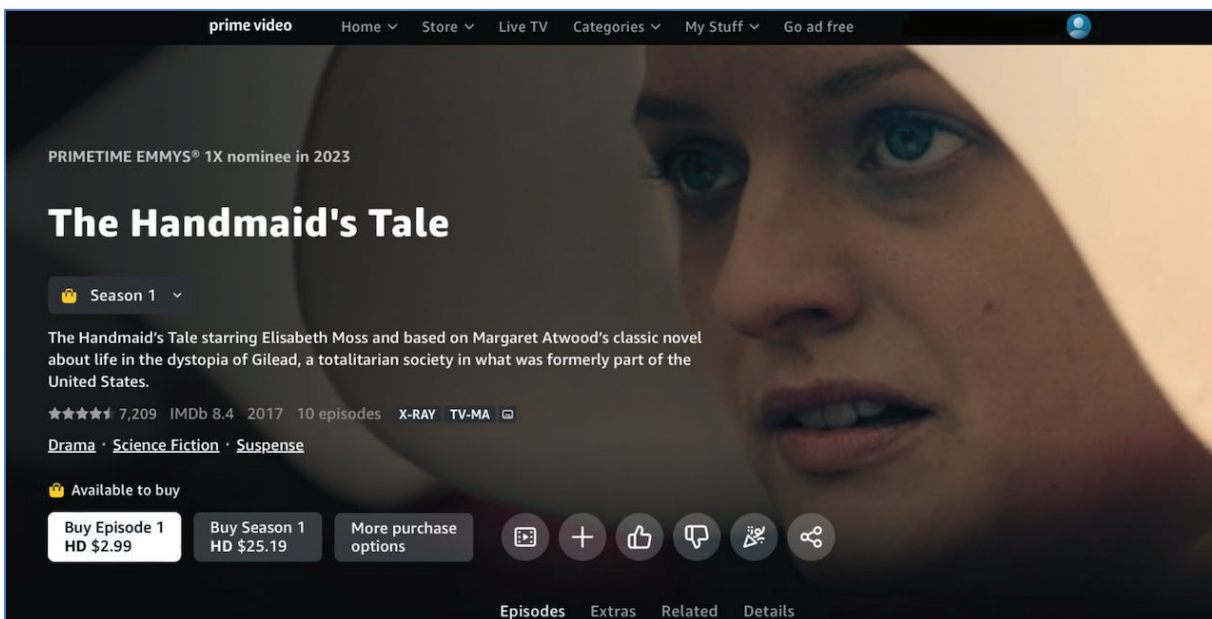 prime video Home Store Live TV Categories My Stuff Go ad free
PRIMETIME EMMYS® 1X nominee in 2023
The Handmaid's Tale
Season 1
The Handmaid's Tale starring Elisabeth Moss and based on Margaret Atwood's classic novel
about life in the dystopia of Gilead, a totalitarian society in what was formerly part of the
United States.
7,209 IMDb 8.4 2017 10 episodes X-RAY TV-MA
Drama · Science Fiction · Suspense
Available to buy
Buy Episode 1
HD $2.99
Buy Season 1
HD $25.19
More purchase
options
Episodes Extras Related Details